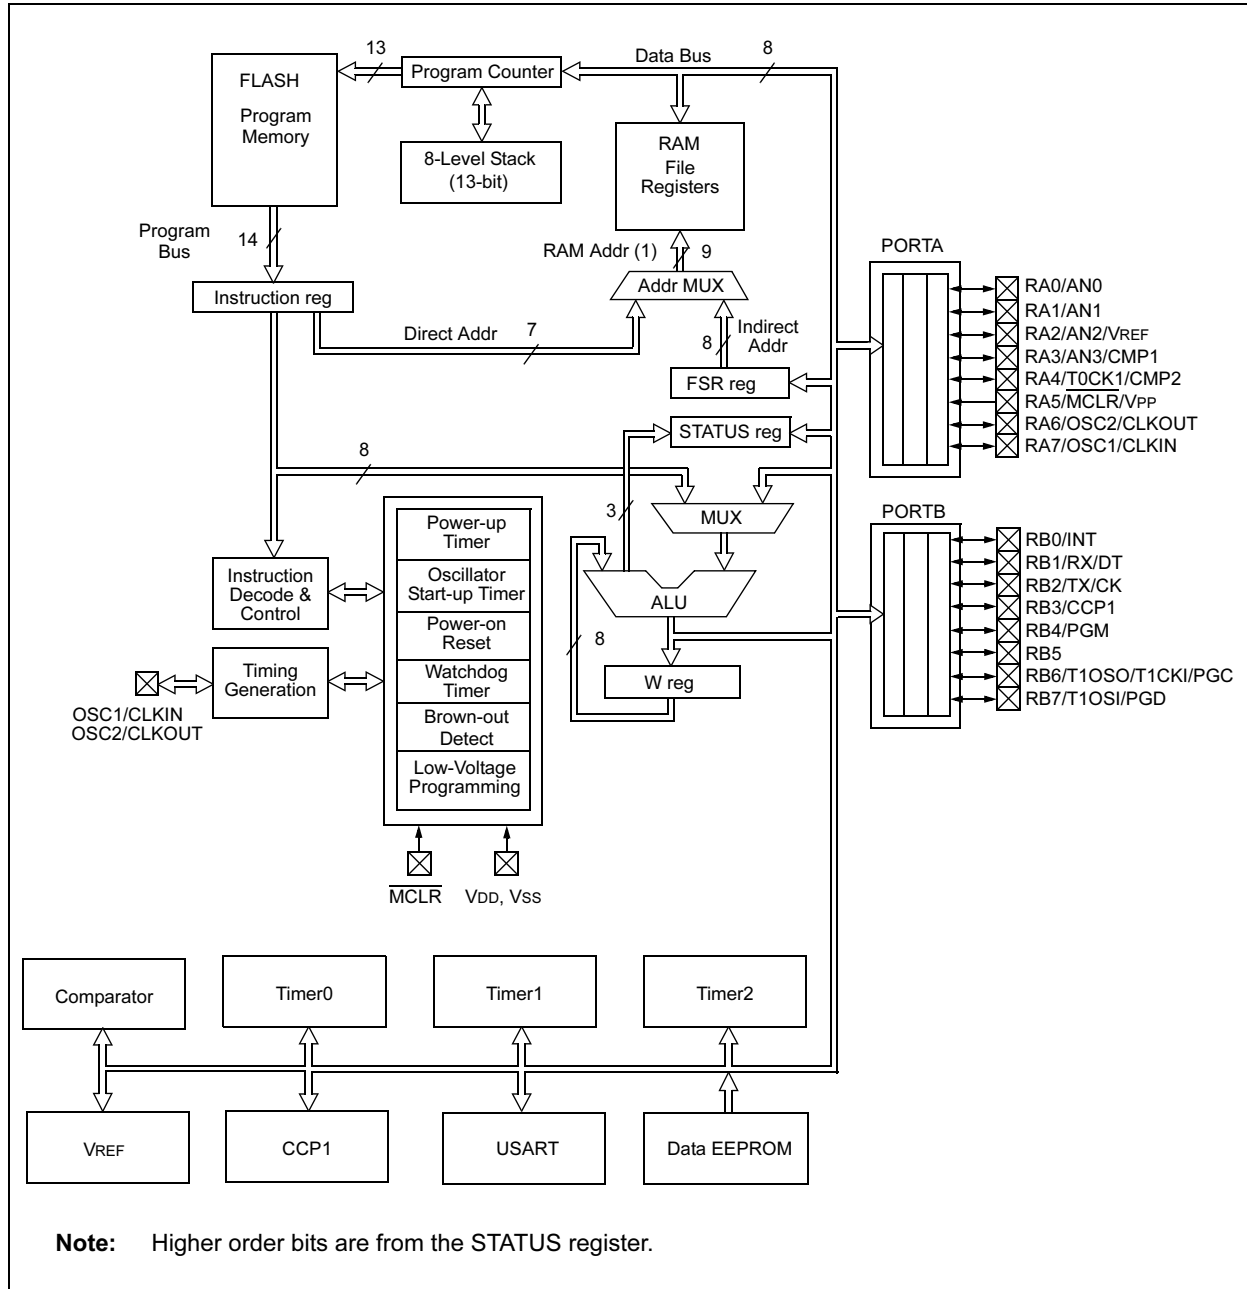 13
Data Bus
8
FLASH
Program
Memory
Program Counter
8-Level Stack
(13-bit)
RAM
File
Registers
Program
Bus
14
RAM Addr (1)
9
PORTA
Instruction reg
Addr MUX
Direct Addr
7
8
Indirect
Addr
FSR reg
STATUS reg
RA0/AN0
RA1/AN1
RA2/AN2/VREF
RA3/AN3/CMP1
RA4/T0CK1/CMP2
RA5/MCLR/VPP
RA6/OSC2/CLKOUT
RA7/OSC1/CLKIN
8
3
MUX
PORTB
Power-up
Timer
Oscillator
Start-up Timer
Power-on
Reset
Watchdog
Timer
Brown-out
Detect
Low-Voltage
Programming
Instruction
Decode &
Control
Timing
Generation
OSC1/CLKIN
OSC2/CLKOUT
ALU
8
W reg
RB0/INT
RB1/RX/DT
RB2/TX/CK
RB3/CCP1
RB4/PGM
RB5
RB6/T1OSO/T1CKI/PGC
RB7/T1OSI/PGD
MCLR
VDD, VSS
Comparator
Timer0
Timer1
Timer2
VREF
CCP1
USART
Data EEPROM
Note: Higher order bits are from the STATUS register.